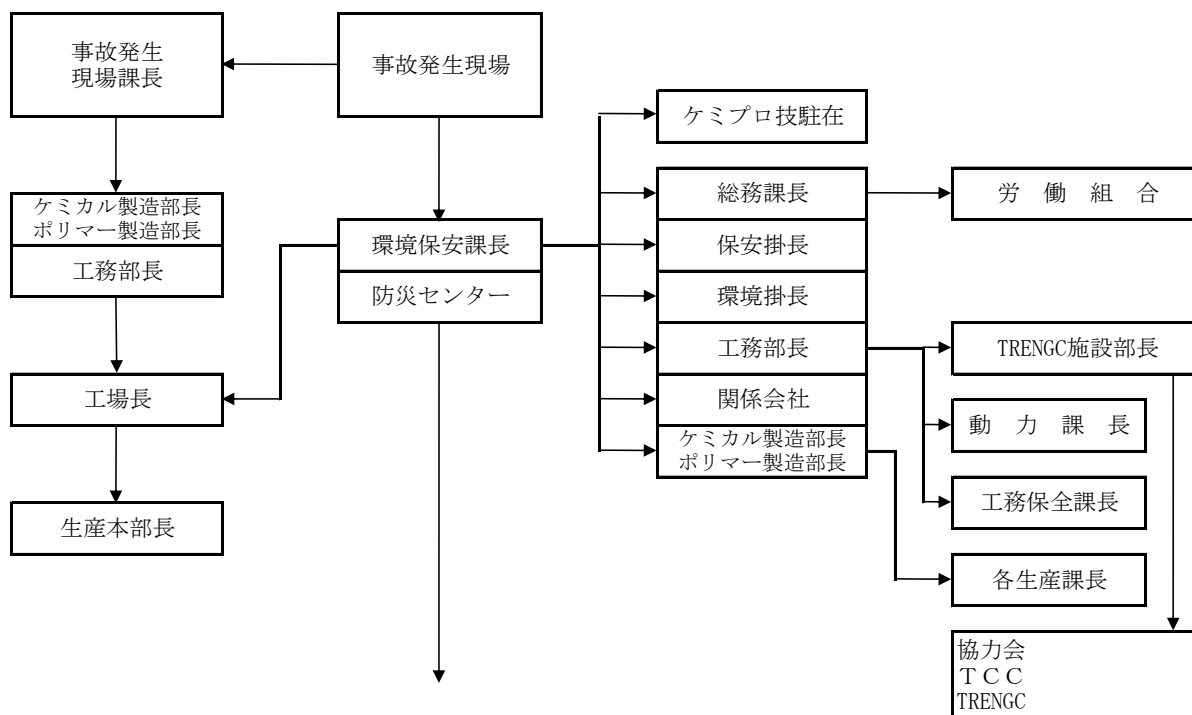 事故発生
現場課長
事故発生現場
ケミプロ技駐在
ケミカル製造部長
ポリマー製造部長
工務部長
環境保安課長
防災センター
総務課長
労　働　組　合
保安掛長
環境掛長
工務部長
TRENGC施設部長
工場長
関係会社
動　力　課　長
ケミカル製造部長
ポリマー製造部長
工務保全課長
生産本部長
各生産課長
協力会
ＴＣＣ
TRENGC